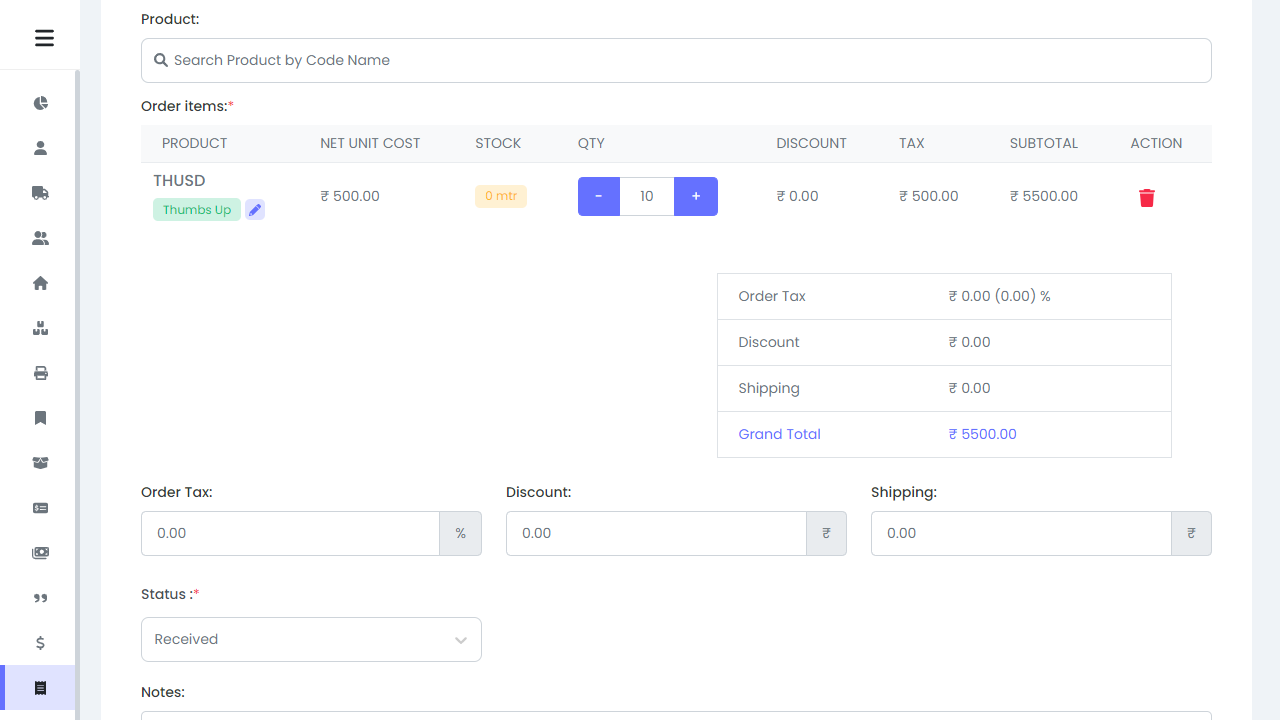 Product:
Search Product by Code Name
Order items:*
PRODUCT NET UNIT COST STOCK QTY DISCOUNT TAX SUBTOTAL ACTION
THUSD
Thumbs Up
₹ 500.00 0 mtr - 10 + ₹ 0.00 ₹ 500.00 ₹ 5500.00
Order Tax ₹ 0.00 (0.00) %
Discount ₹ 0.00
Shipping ₹ 0.00
Grand Total ₹ 5500.00
Order Tax: Discount: Shipping:
0.00 % 0.00 ₹ 0.00 ₹
Status :*
Received
Notes: